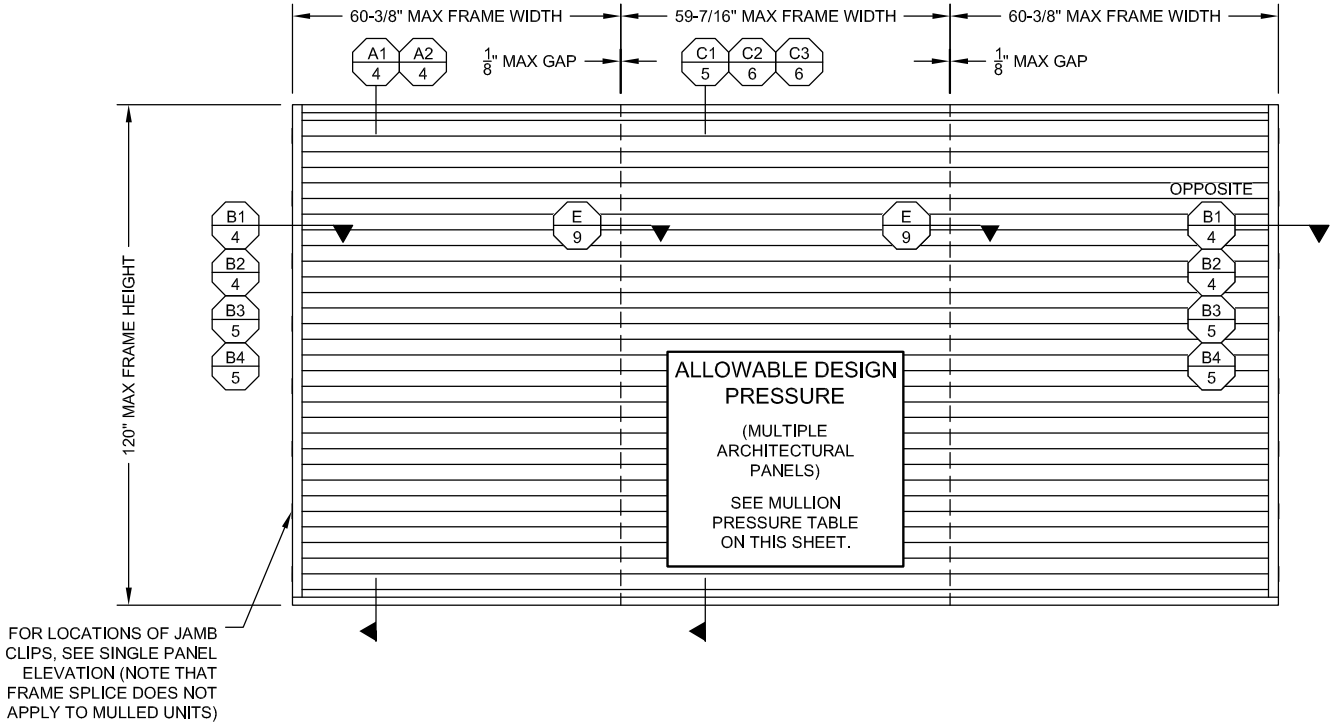 60-3/8" MAX FRAME WIDTH
59-7/16" MAX FRAME WIDTH
60-3/8" MAX FRAME WIDTH
A1
4
A2
4
1/8" MAX GAP
C1
5
C2
6
C3
6
1/8" MAX GAP
120" MAX FRAME HEIGHT
B1
4
B2
4
B3
5
B4
5
E
9
E
9
OPPOSITE
B1
4
B2
4
B3
5
B4
5
ALLOWABLE DESIGN
PRESSURE
(MULTIPLE
ARCHITECTURAL
PANELS)
SEE MULLION
PRESSURE TABLE
ON THIS SHEET.
FOR LOCATIONS OF JAMB
CLIPS, SEE SINGLE PANEL
ELEVATION (NOTE THAT
FRAME SPLICE DOES NOT
APPLY TO MULLED UNITS)